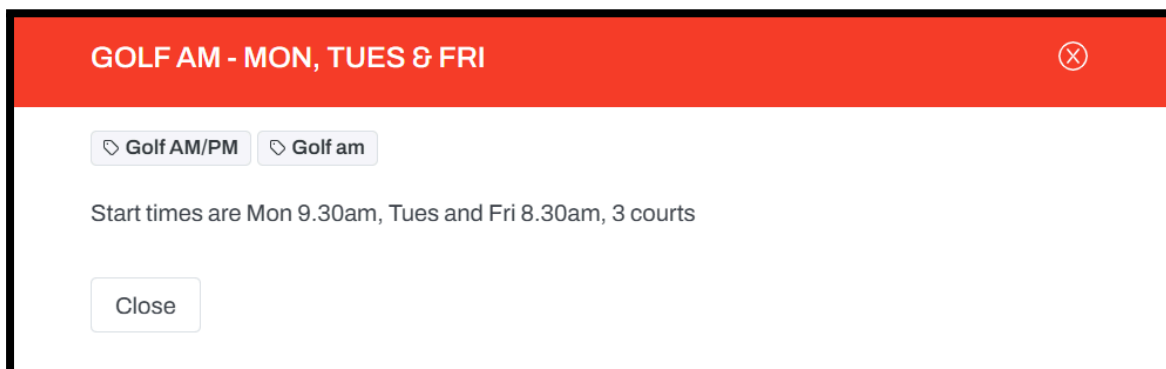 GOLF AM - MON, TUES & FRI
Golf AM/PM Golf am
Start times are Mon 9.30am, Tues and Fri 8.30am, 3 courts
Close